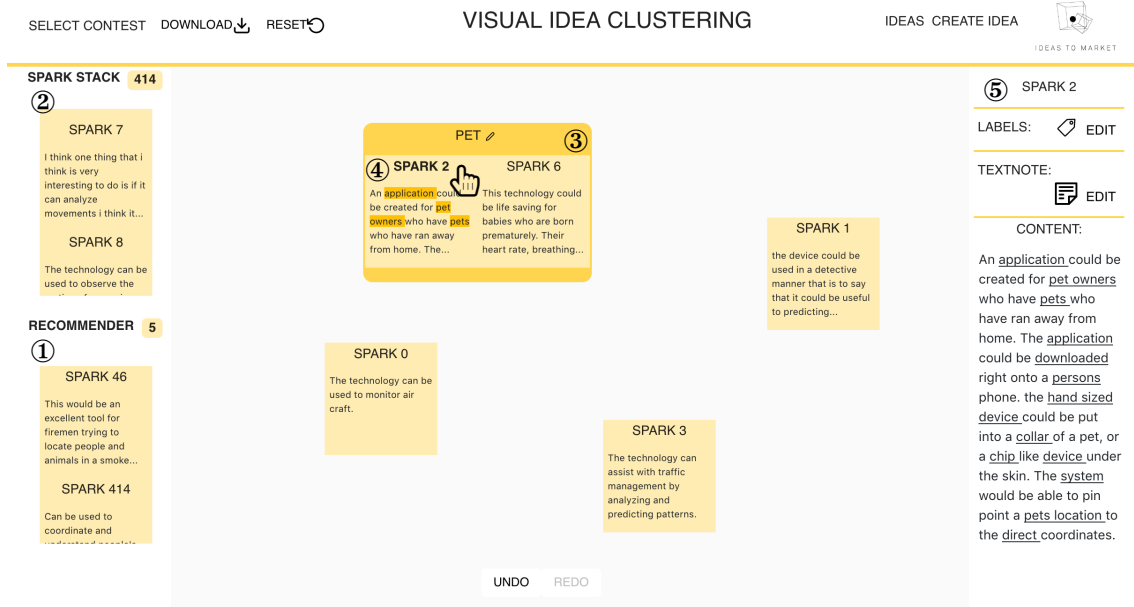 SELECT CONTEST DOWNLOAD RESET VISUAL IDEA CLUSTERING IDEAS CREATE IDEA
IDEAS TO MARKET
SPARK STACK 414
②
SPARK 7
I think one thing that i
think is very
interesting to do is if it
can analyze
movements i think it...
SPARK 8
The technology can be
used to observe the
RECOMMENDER 5
①
SPARK 46
This would be an
excellent tool for
firemen trying to
locate people and
animals in a smoke...
SPARK 414
Can be used to
coordinate and
PET
③
④ SPARK 2
An application could
be created for pet
owners who have pets
who have ran away
from home. The...
SPARK 6
This technology could
be life saving for
babies who are born
prematurely. Their
heart rate, breathing...
SPARK 1
the device could be
used in a detective
manner that is to say
that it could be useful
to predicting...
SPARK 0
The technology can be
used to monitor air
craft.
SPARK 3
The technology can
assist with traffic
management by
analyzing and
predicting patterns.
UNDO REDO
⑤ SPARK 2
LABELS: EDIT
TEXTNOTE:
EDIT
CONTENT:
An application could be
created for pet owners
who have pets who
have ran away from
home. The application
could be downloaded
right onto a persons
phone. the hand sized
device could be put
into a collar of a pet, or
a chip like device under
the skin. The system
would be able to pin
point a pets location to
the direct coordinates.